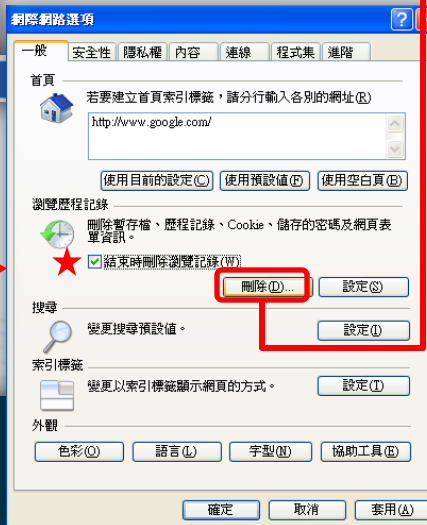 網際網路選項
一般 安全性 隱私權 內容 連線 程式集 進階
首頁
若要建立首頁索引標籤，請分行輸入各別的網址(R)
http://www.google.com/
使用目前的設定(C) 使用預設值(F) 使用空白頁(B)
瀏覽歷程記錄
刪除暫存檔、歷程記錄、Cookie、儲存的密碼及網頁表
單資訊。
結束時刪除瀏覽記錄(W)
刪除(D)... 設定(S)
搜尋
變更搜尋預設值。 設定(I)
索引標籤
變更以索引標籤顯示網頁的方式。 設定(T)
外觀
色彩(O) 語言(L) 字型(N) 協助工具(E)
確定 取消 套用(A)